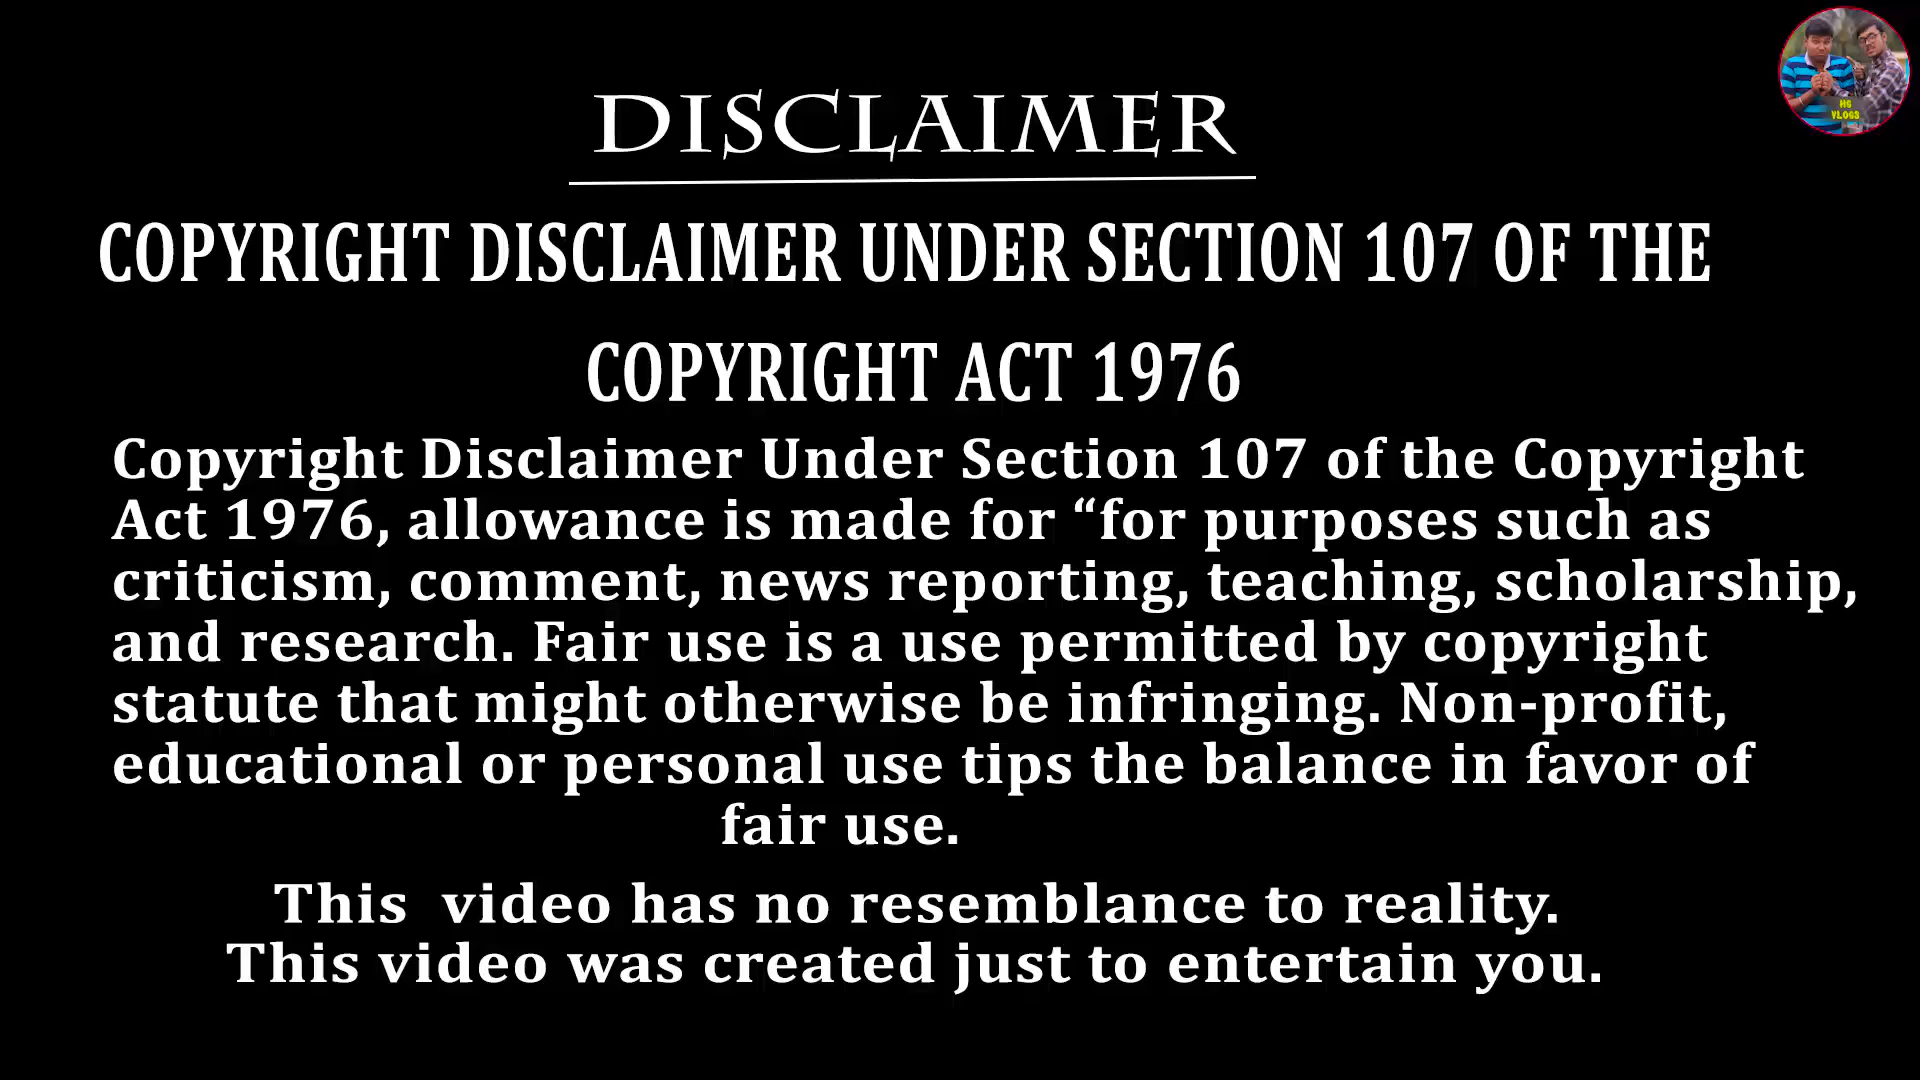 HG
VLOGS
DISCLAIMER
COPYRIGHT DISCLAIMER UNDER SECTION 107 OF THE
COPYRIGHT ACT 1976
Copyright Disclaimer Under Section 107 of the Copyright
Act 1976, allowance is made for “for purposes such as
criticism, comment, news reporting, teaching, scholarship,
and research. Fair use is a use permitted by copyright
statute that might otherwise be infringing. Non-profit,
educational or personal use tips the balance in favor of
fair use.
This video has no resemblance to reality.
This video was created just to entertain you.